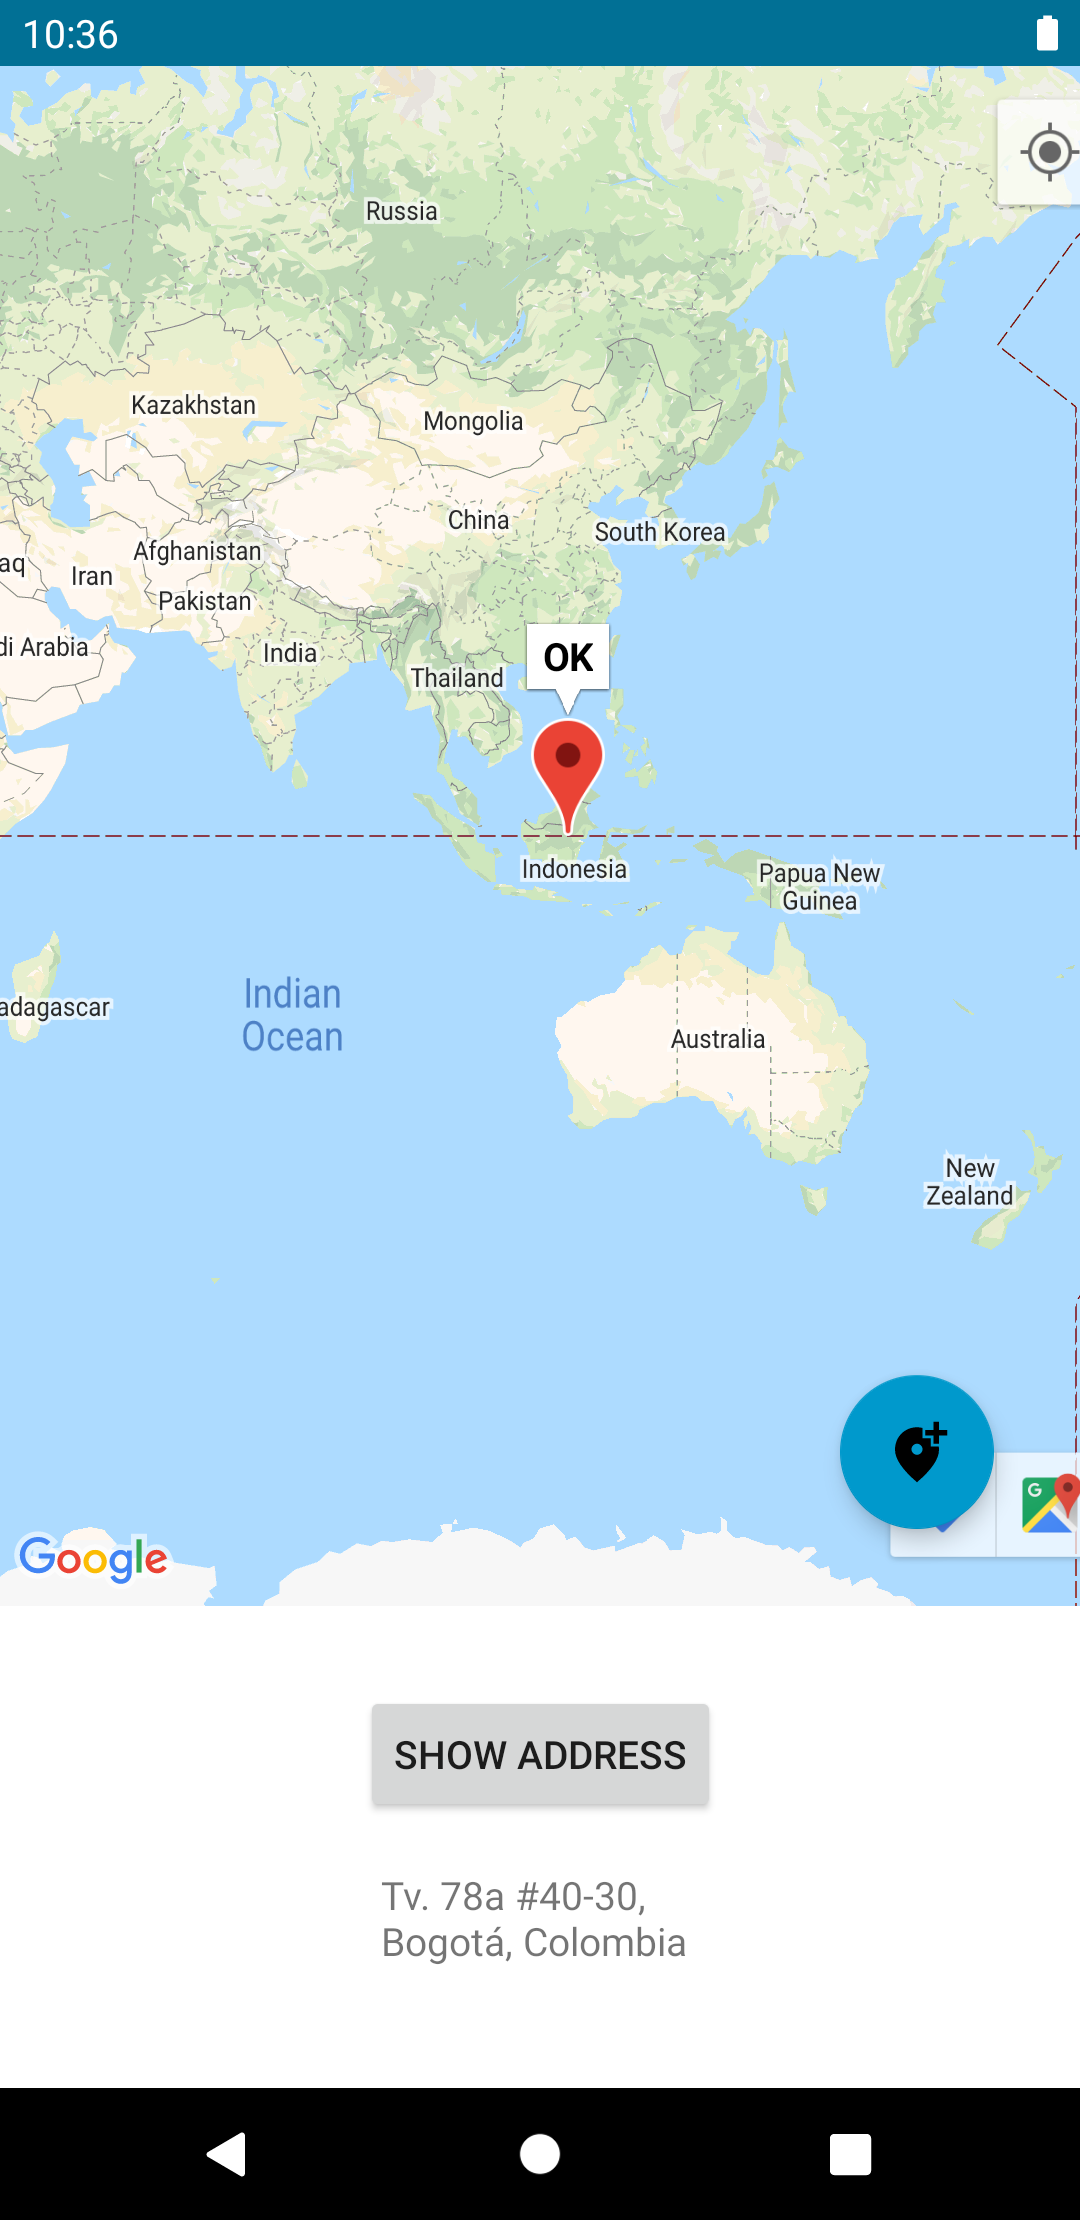 10:36
Russia
Kazakhstan
Mongolia
China
South Korea
Afghanistan
aq
Iran
Pakistan
di Arabia
India
Thailand
OK
Indonesia
Papua New
Guinea
adagascar
Indian
Ocean
Australia
New
Zealand
G
Google
SHOW ADDRESS
Tv. 78a #40-30,
Bogotá, Colombia